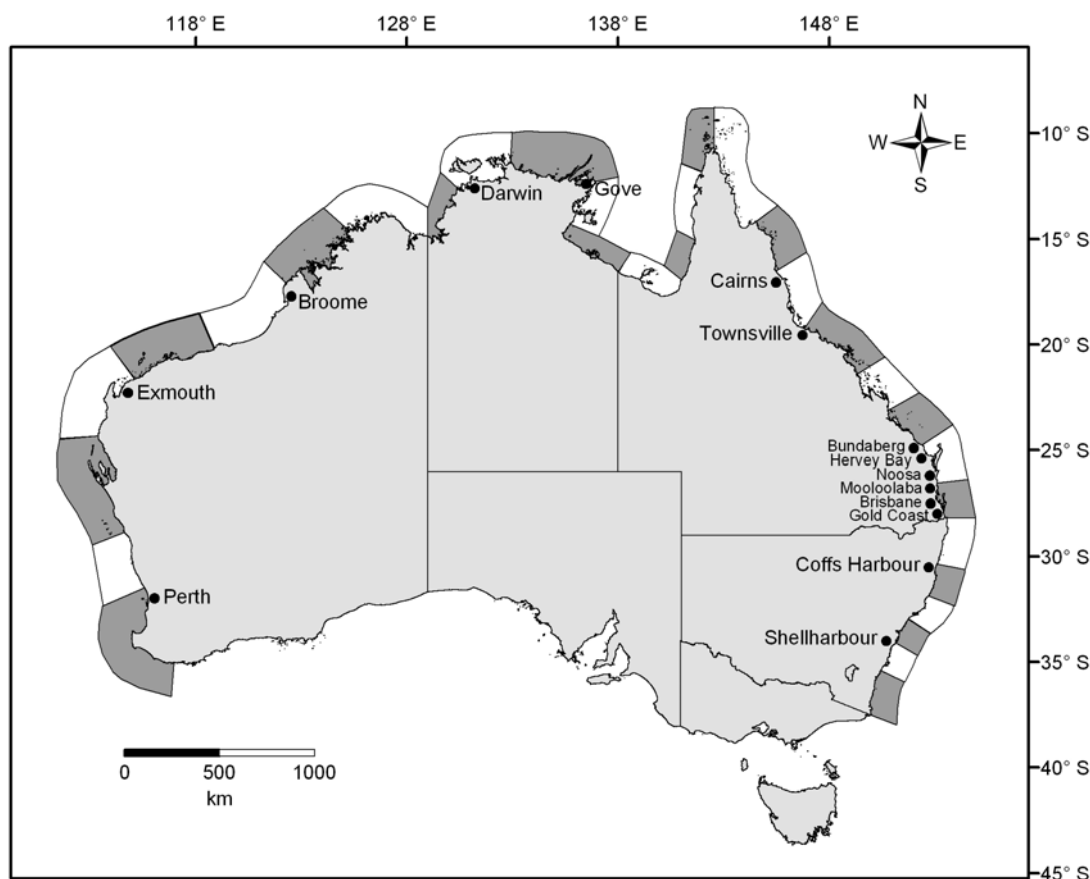 118° E 128° E 138° E 148° E
N
W E
S
10° S
Darwin
Gove
15° S
Cairns
Broome
Townsville
20° S
Exmouth
Bundaberg
25° S
Hervey Bay
Noosa
Mooloolaba
Brisbane
Gold Coast
30° S
Coffs Harbour
Perth
Shellharbour
35° S
0 500 1000
km
40° S
45° S